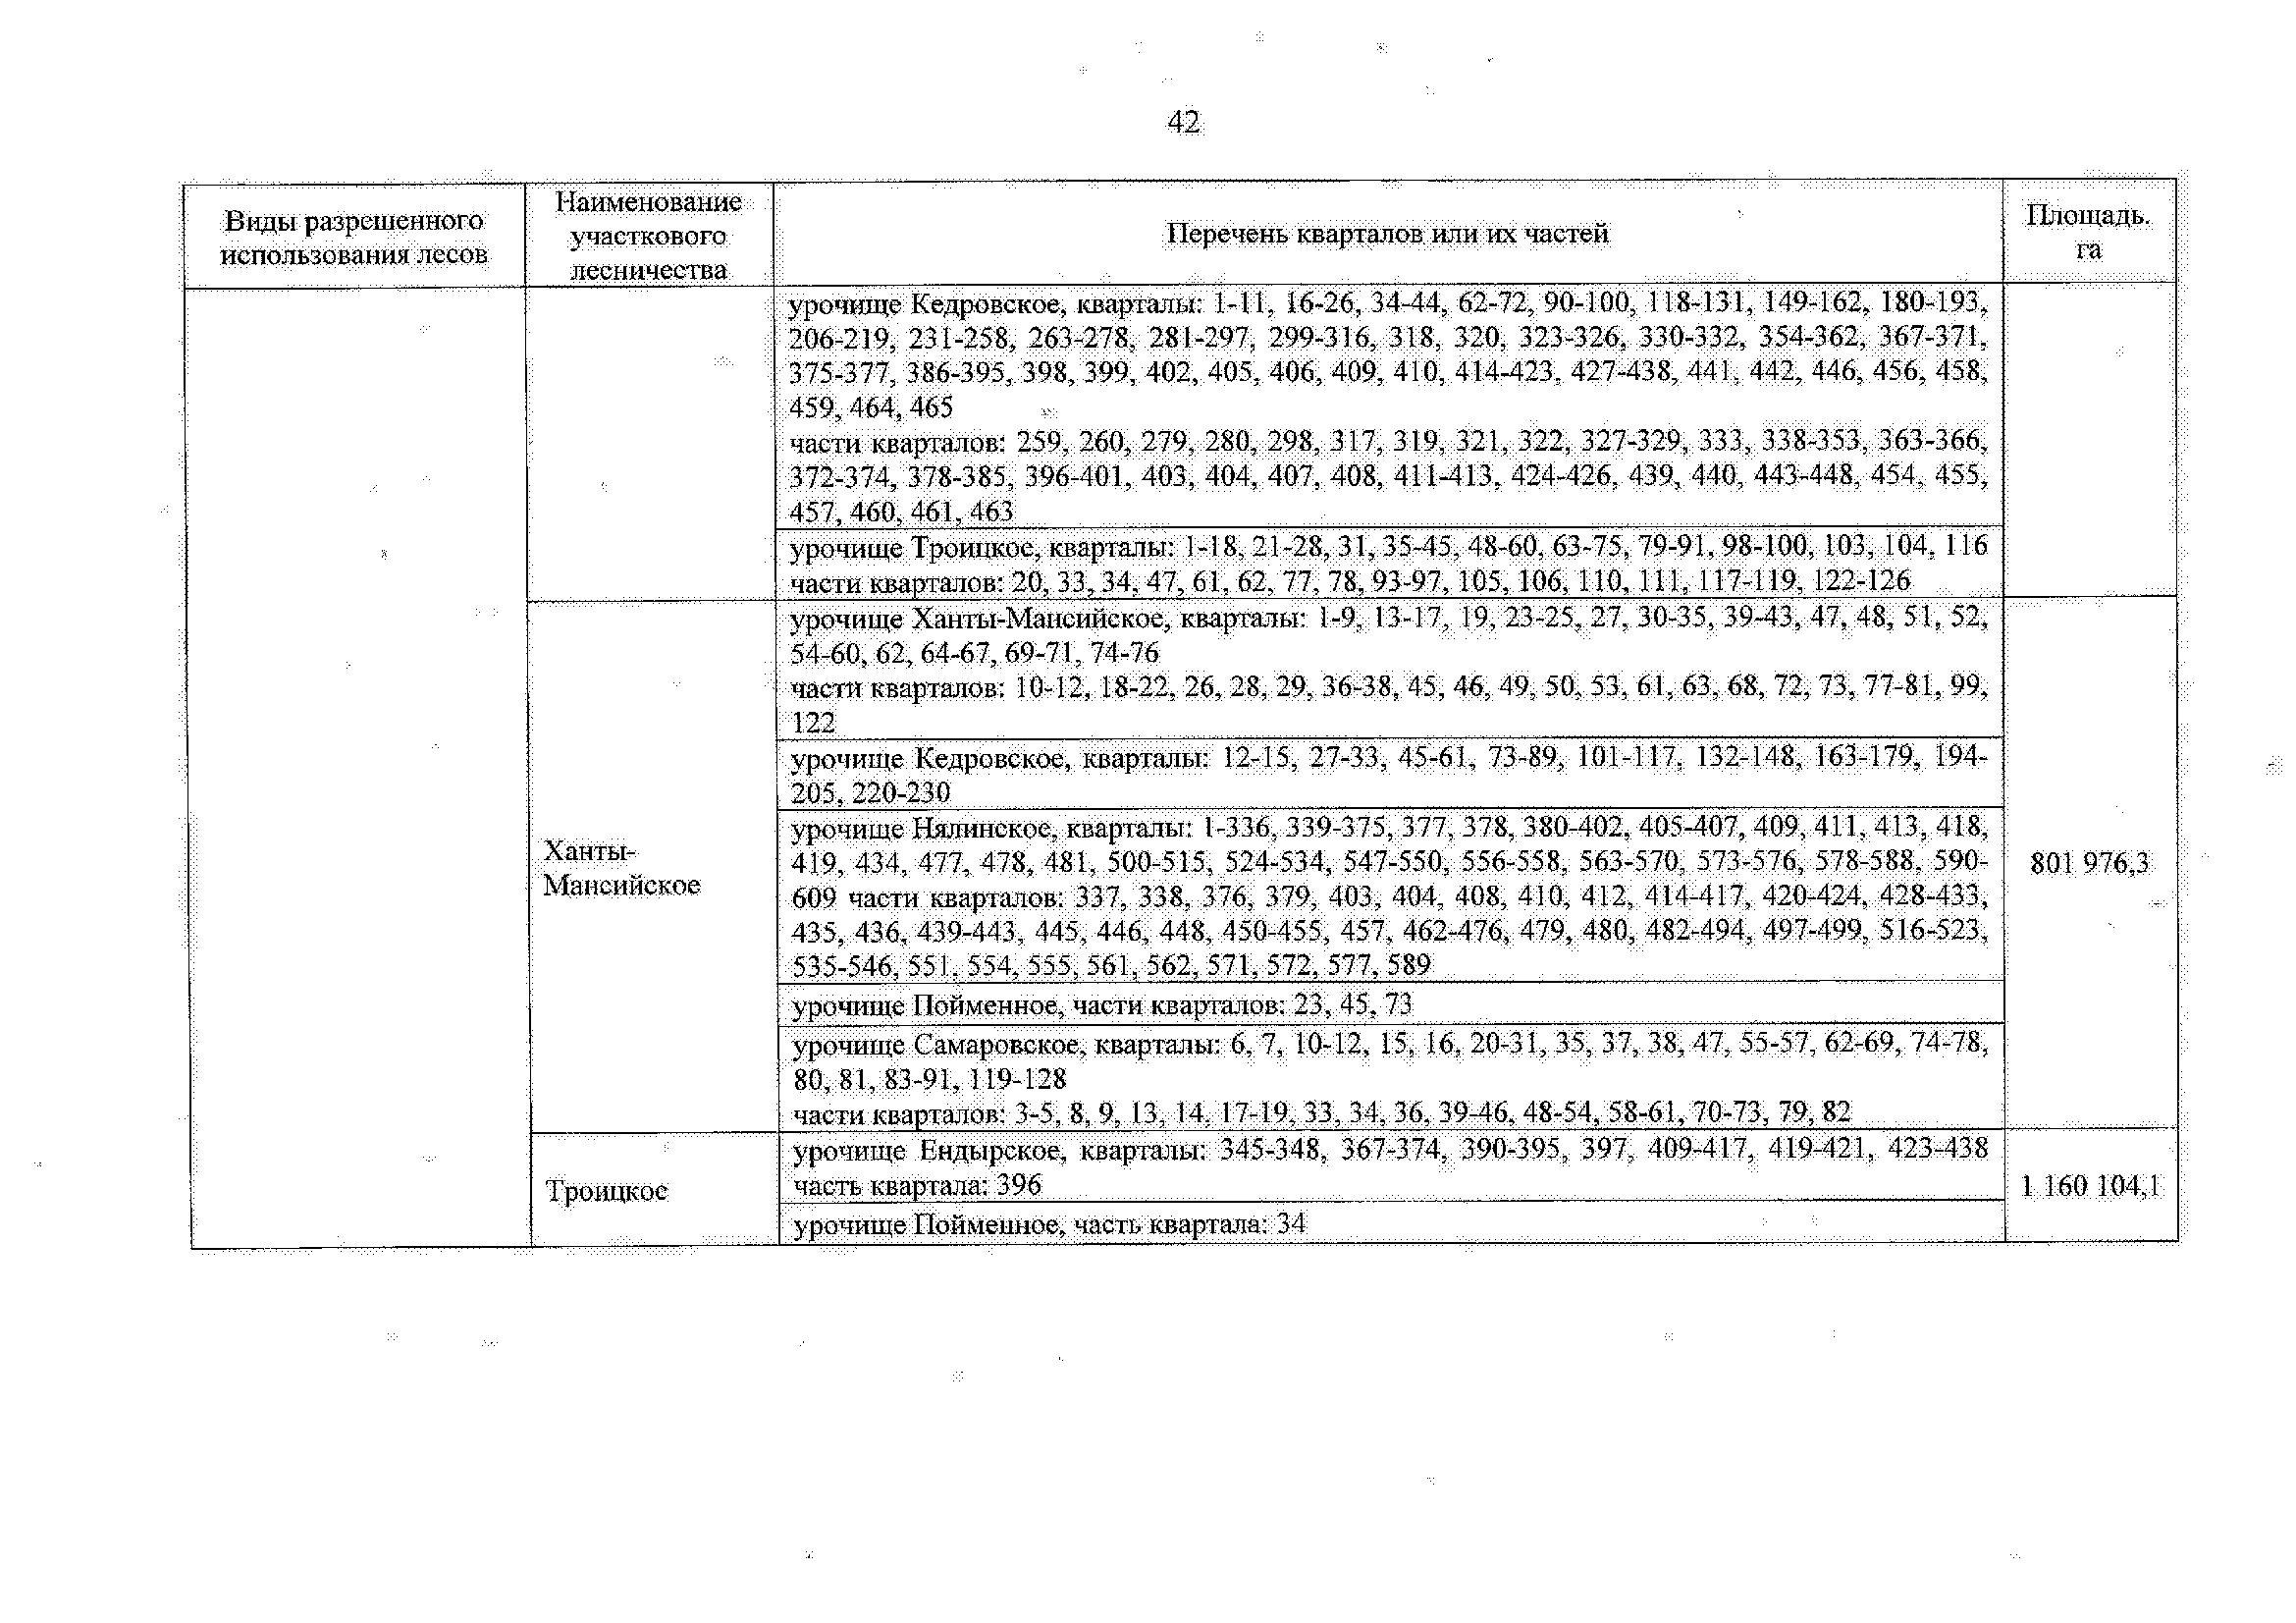 42
Виды разрешенного
использования лесов
Наименование
участкового
лесничества
Перечень кварталов или их частей
Площадь.
га
урочище Кедровское, кварталы: 1-11, 16-26, 34-44, 62-72, 90-100, 118-131, 149-162, 180-193,
206-219, 231-258, 263-278, 281-297, 299-316, 318, 320, 323-326, 330-332, 354-362, 367-371,
375-377, 386-395, 398, 399, 402, 405, 406, 409, 410, 414-423, 427-438, 441, 442, 446, 456, 458,
459, 464, 465
части кварталов: 259, 260, 279, 280, 298, 317, 319, 321, 322, 327-329, 333, 338-353, 363-366,
372-374, 378-385, 396-401, 403, 404, 407, 408, 411-413, 424-426, 439, 440, 443-448, 454, 455,
457, 460, 461, 463
урочище Троицкое, кварталы: 1-18, 21-28, 31, 35-45, 48-60, 63-75, 79-91, 98-100, 103, 104, 116
части кварталов: 20, 33, 34, 47, 61, 62, 77, 78, 93-97, 105, 106, 110, 111, 117-119, 122-126
Ханты-
Мансийское
урочище Ханты-Мансийское, кварталы: 1-9, 13-17, 19, 23-25, 27, 30-35, 39-43, 47, 48, 51, 52,
54-60, 62, 64-67, 69-71, 74-76
части кварталов: 10-12, 18-22, 26, 28, 29, 36-38, 45, 46, 49, 50, 53, 61, 63, 68, 72, 73, 77-81, 99,
122
урочище Кедровское, кварталы: 12-15, 27-33, 45-61, 73-89, 101-117, 132-148, 163-179, 194-
205, 220-230
урочище Нялинское, кварталы: 1-336, 339-375, 377, 378, 380-402, 405-407, 409, 411, 413, 418,
419, 434, 477, 478, 481, 500-515, 524-534, 547-550, 556-558, 563-570, 573-576, 578-588, 590-
609 части кварталов: 337, 338, 376, 379, 403, 404, 408, 410, 412, 414-417, 420-424, 428-433,
435, 436, 439-443, 445, 446, 448, 450-455, 457, 462-476, 479, 480, 482-494, 497-499, 516-523,
535-546, 551, 554, 555, 561, 562, 571, 572, 577, 589
урочище Пойменное, части кварталов: 23, 45, 73
урочище Самаровское, кварталы: 6, 7, 10-12, 15, 16, 20-31, 35, 37, 38, 47, 55-57, 62-69, 74-78,
80, 81, 83-91, 119-128
части кварталов: 3-5, 8, 9, 13, 14, 17-19, 33, 34, 36, 39-46, 48-54, 58-61, 70-73, 79, 82
801 976,3
Троицкое
урочище Ендырское, кварталы: 345-348, 367-374, 390-395, 397, 409-417, 419-421, 423-438
часть квартала: 396
урочище Пойменное, часть квартала: 34
1 160 104,1